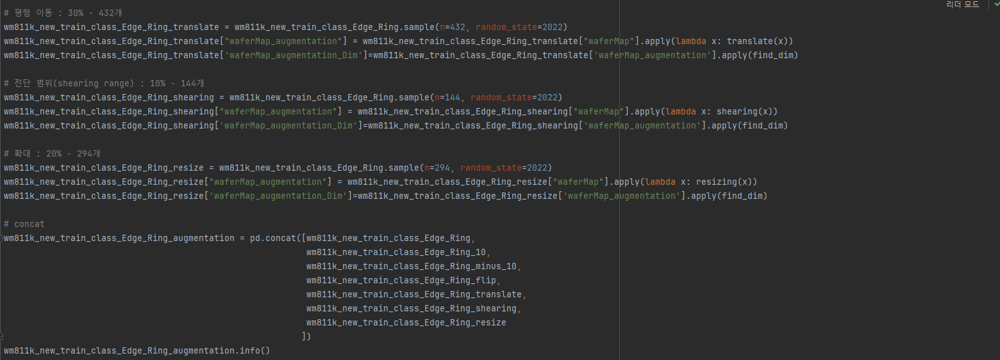 리더 모드
# 평행 이동 : 30% - 432개
wm811k_new_train_class_Edge_Ring_translate = wm811k_new_train_class_Edge_Ring.sample(n=432, random_state=2022)
wm811k_new_train_class_Edge_Ring_translate["waferMap_augmentation"] = wm811k_new_train_class_Edge_Ring_translate["waferMap"].apply(lambda x: translate(x))
wm811k_new_train_class_Edge_Ring_translate['waferMap_augmentation_Dim']=wm811k_new_train_class_Edge_Ring_translate['waferMap_augmentation'].apply(find_dim)
# 전단 범위(shearing range) : 10% - 144개
wm811k_new_train_class_Edge_Ring_shearing = wm811k_new_train_class_Edge_Ring.sample(n=144, random_state=2022)
wm811k_new_train_class_Edge_Ring_shearing["waferMap_augmentation"] = wm811k_new_train_class_Edge_Ring_shearing["waferMap"].apply(lambda x: shearing(x))
wm811k_new_train_class_Edge_Ring_shearing['waferMap_augmentation_Dim']=wm811k_new_train_class_Edge_Ring_shearing['waferMap_augmentation'].apply(find_dim)
# 확대 : 20% - 294개
wm811k_new_train_class_Edge_Ring_resize = wm811k_new_train_class_Edge_Ring.sample(n=294, random_state=2022)
wm811k_new_train_class_Edge_Ring_resize["waferMap_augmentation"] = wm811k_new_train_class_Edge_Ring_resize["waferMap"].apply(lambda x: resizing(x))
wm811k_new_train_class_Edge_Ring_resize['waferMap_augmentation_Dim']=wm811k_new_train_class_Edge_Ring_resize['waferMap_augmentation'].apply(find_dim)
# concat
wm811k_new_train_class_Edge_Ring_augmentation = pd.concat([wm811k_new_train_class_Edge_Ring,
wm811k_new_train_class_Edge_Ring_10,
wm811k_new_train_class_Edge_Ring_minus_10,
wm811k_new_train_class_Edge_Ring_flip,
wm811k_new_train_class_Edge_Ring_translate,
wm811k_new_train_class_Edge_Ring_shearing,
wm811k_new_train_class_Edge_Ring_resize
])
wm811k_new_train_class_Edge_Ring_augmentation.info()